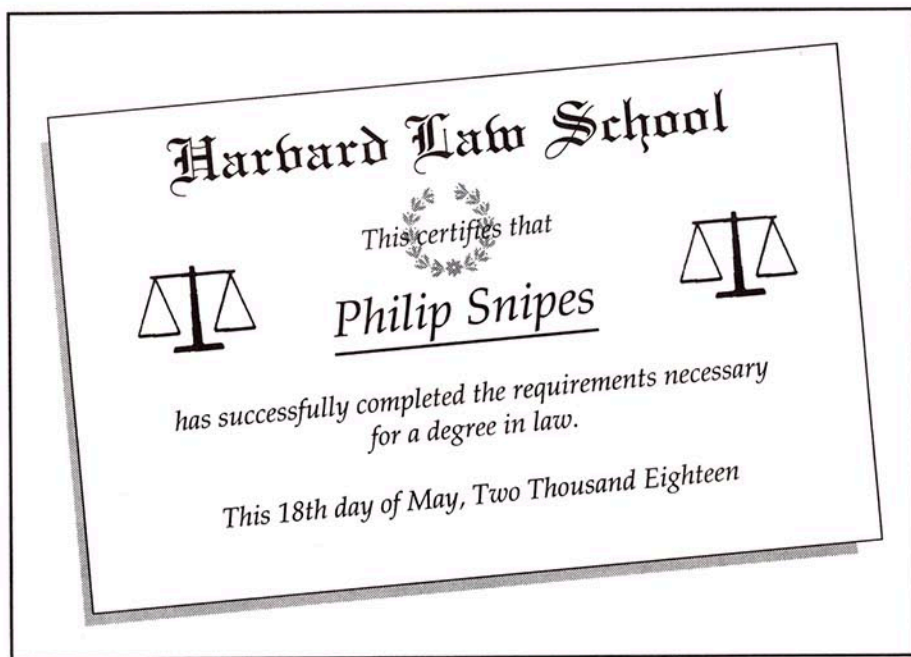 Harvard Law School
This certifies that
Philip Snipes
has successfully completed the requirements necessary
for a degree in law.
This 18th day of May, Two Thousand Eighteen